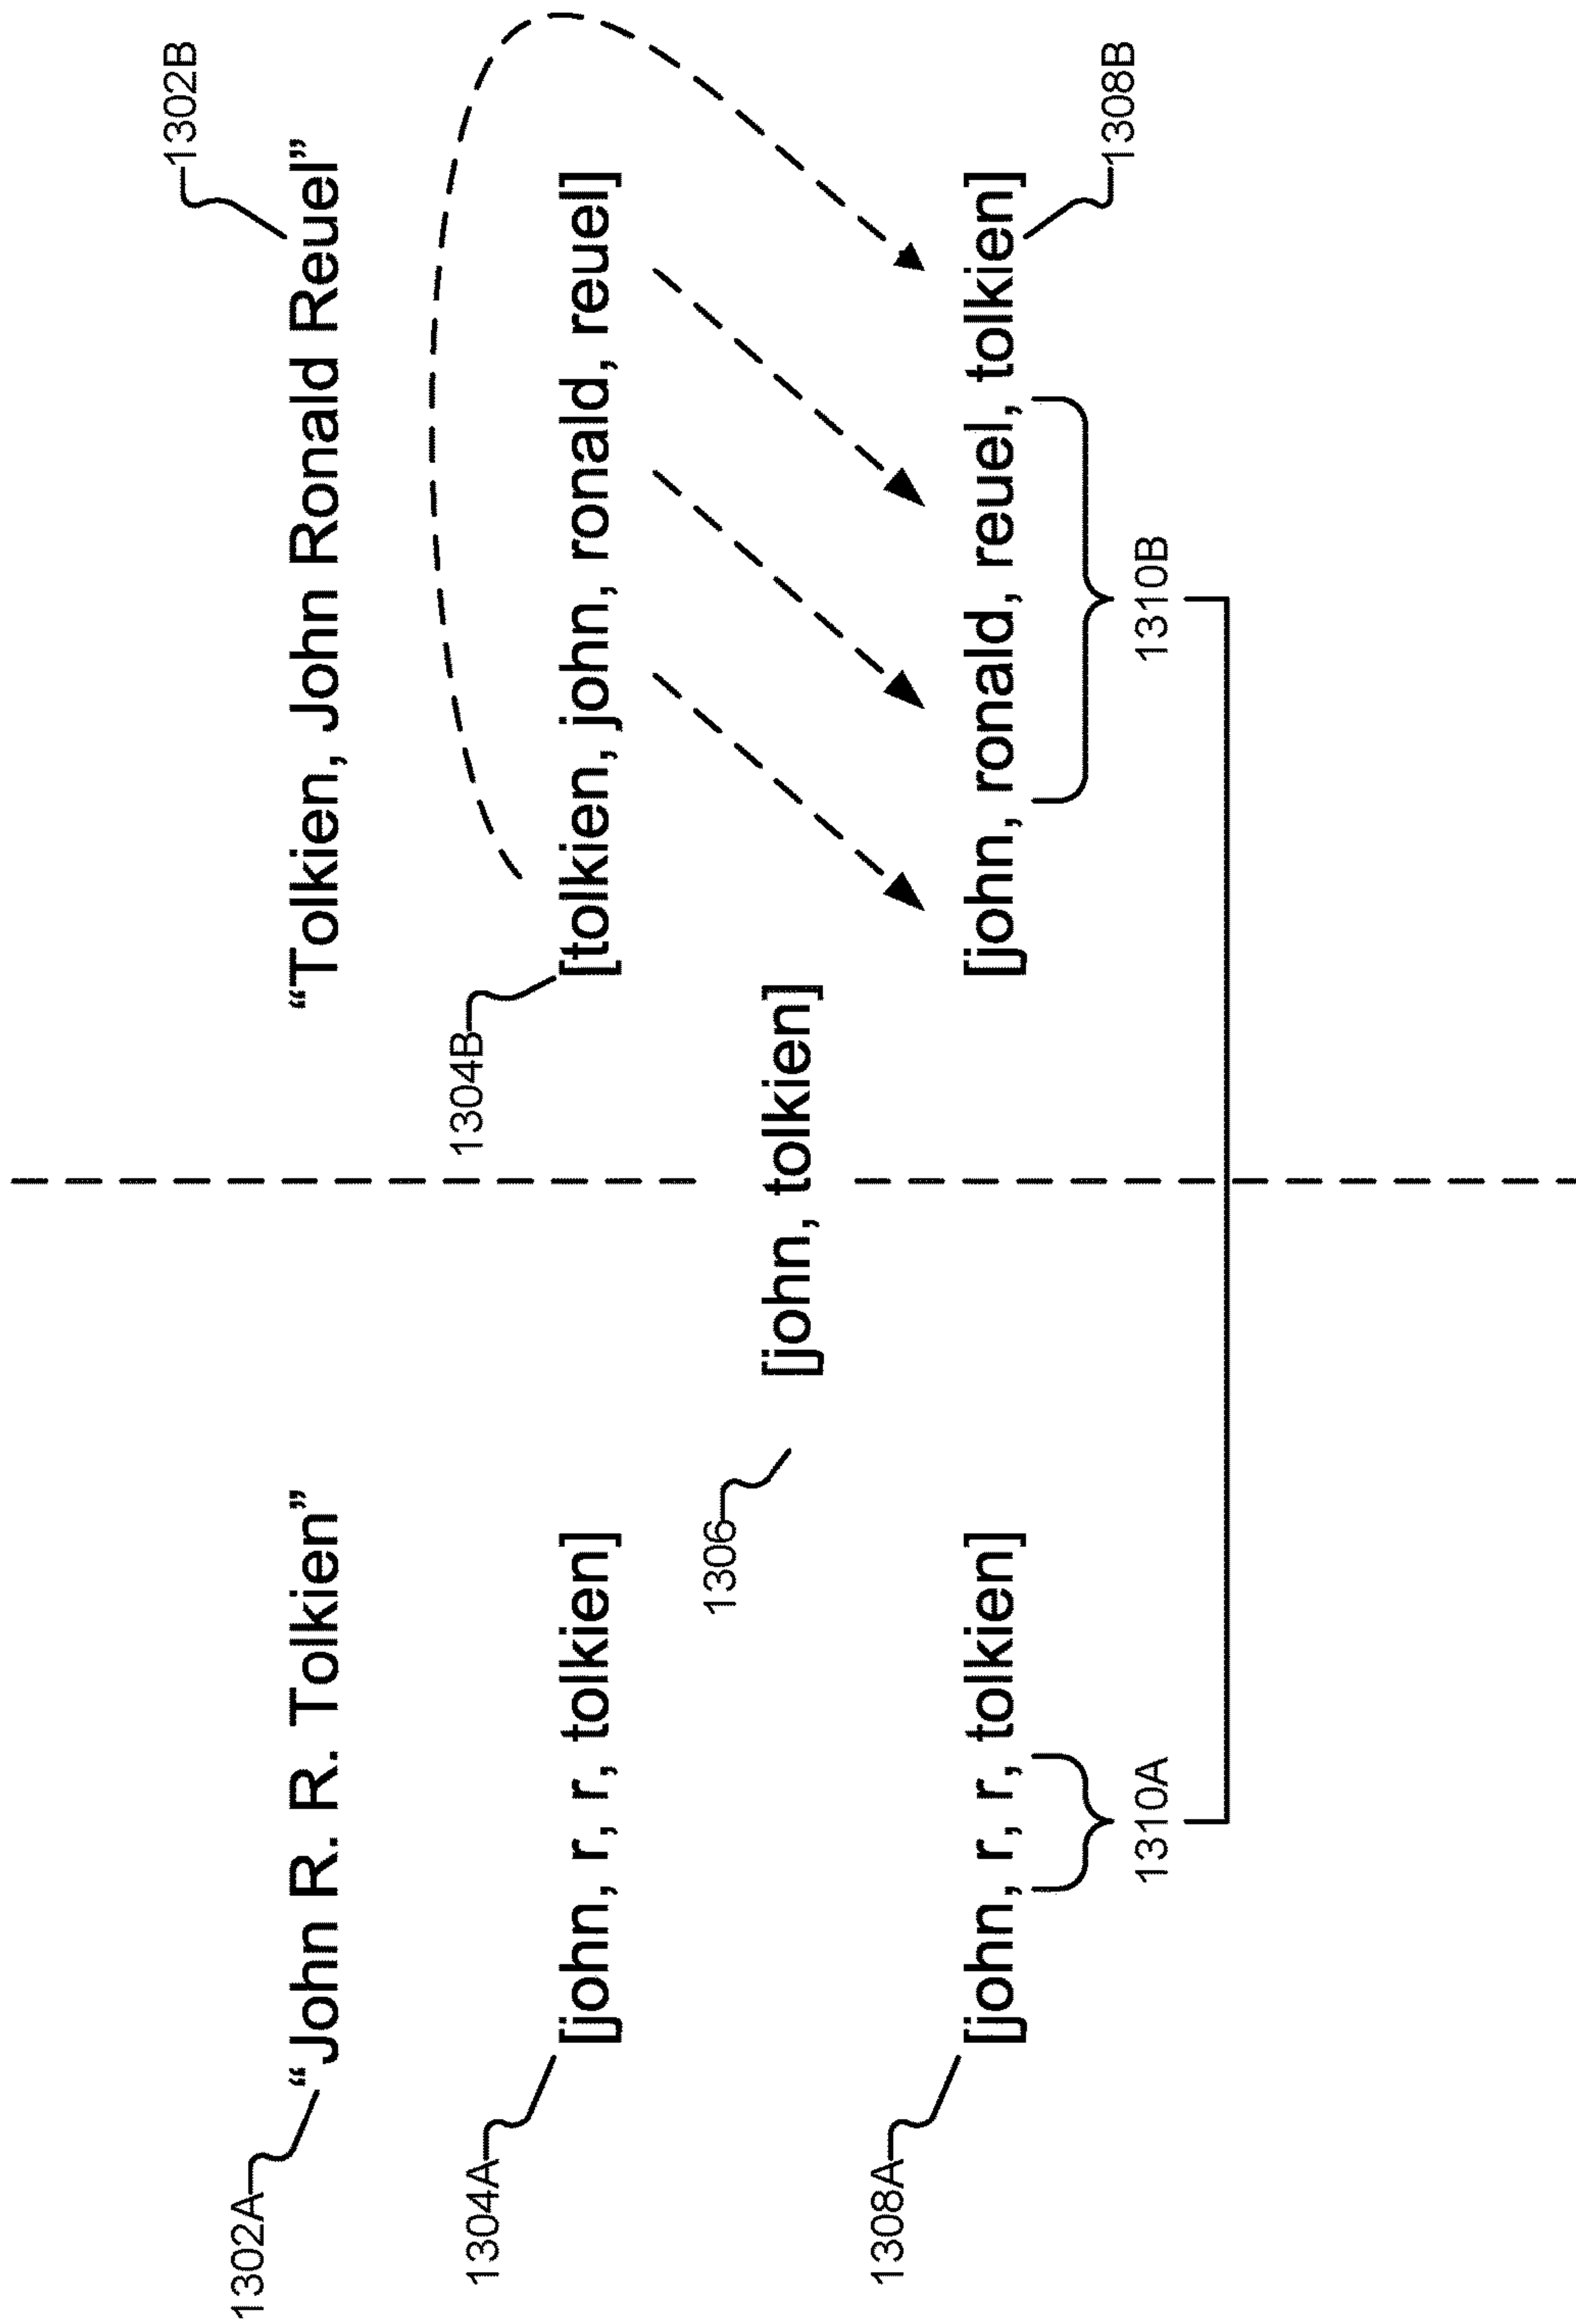 1302A
“John R. R. Tolkien”
“Tolkien, John Ronald Reuel”
1302B
1304A
[john, r, r, tolkien]
1304B
[tolkien, john, ronald, reuel]
1306
[john, tolkien]
1308A
[john, r, r, tolkien]
[john, ronald, reuel, tolkien]
1308B
1310A
1310B